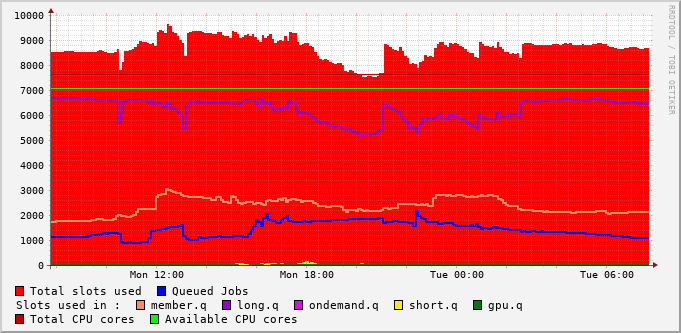 10000
9000
8000
7000
6000
5000
4000
3000
2000
1000
0
Mon 12:00 Mon 18:00 Tue 00:00 Tue 06:00
RRDTOOL / TOBI OETIKER
Total slots used Queued Jobs
Slots used in : member.q long.q ondemand.q short.q gpu.q
Total CPU cores Available CPU cores